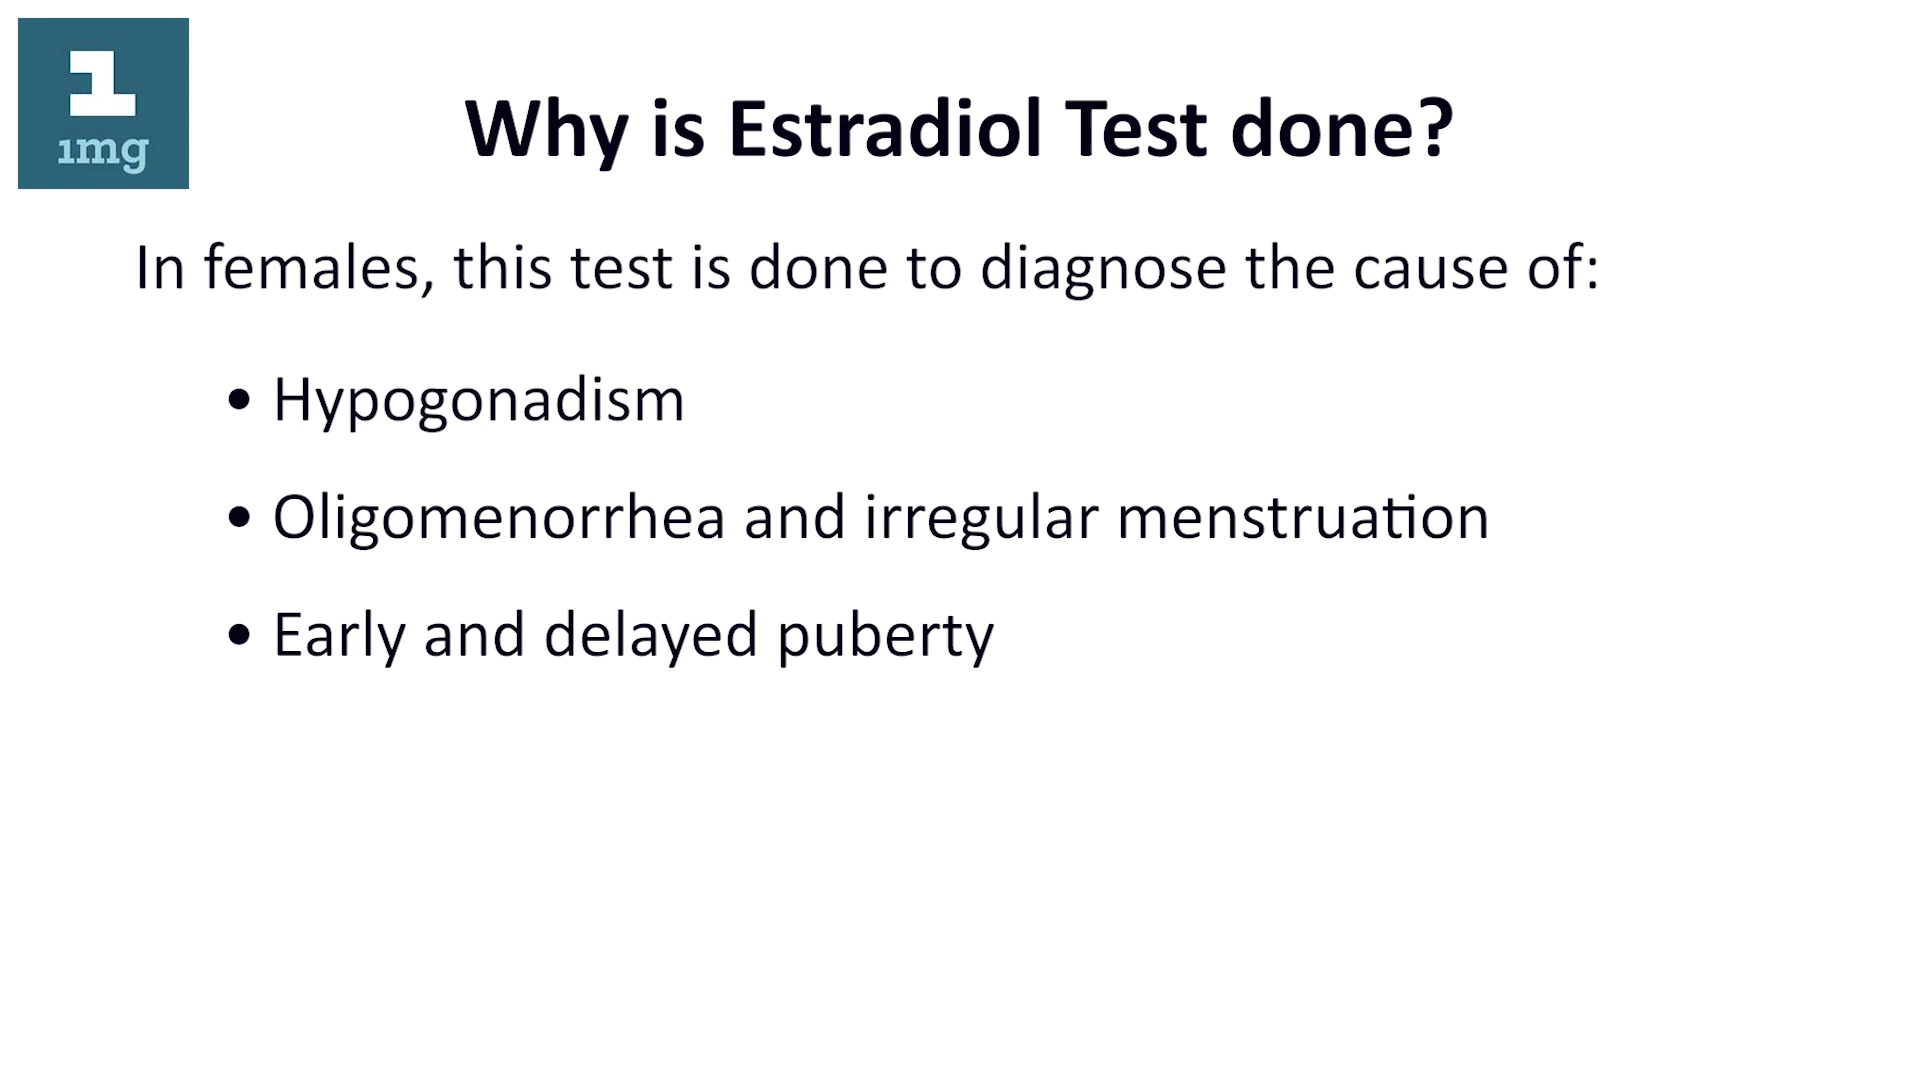 1mg
Why is Estradiol Test done?
In females, this test is done to diagnose the cause of:
• Hypogonadism
• Oligomenorrhea and irregular menstruation
• Early and delayed puberty